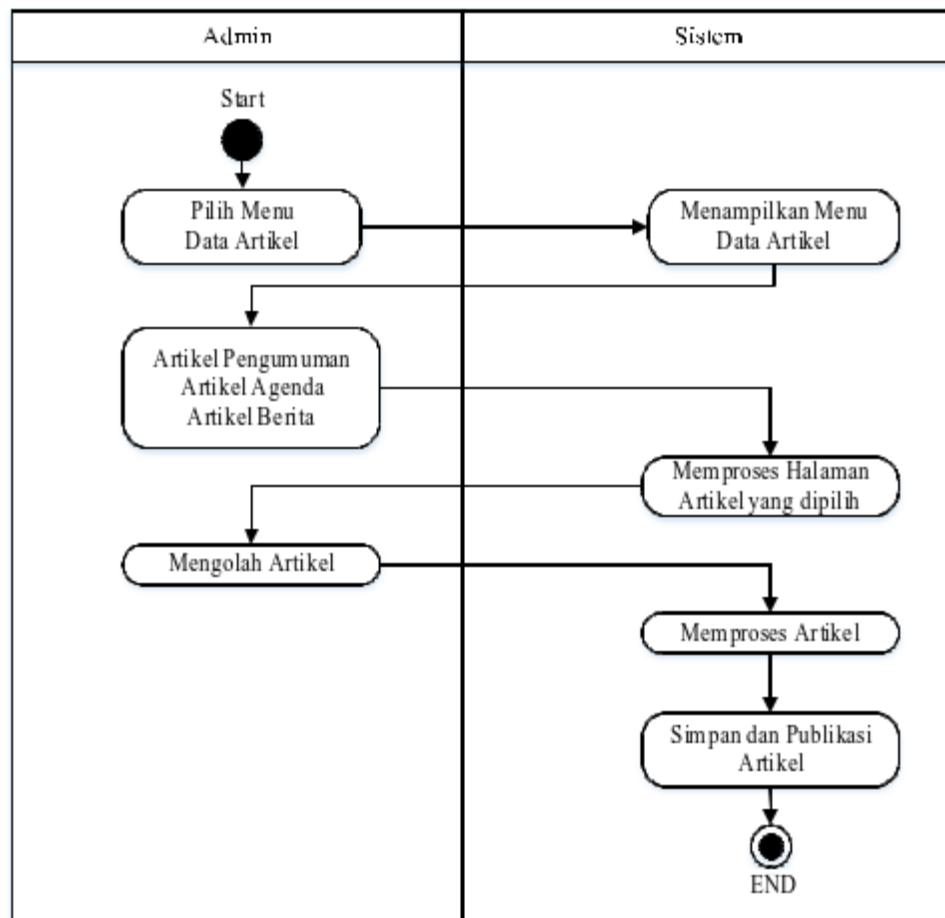 Admin
Sistem
Start
Pilih Menu
Data Artikel
Menampilkan Menu
Data Artikel
Artikel Pengumuman
Artikel Agenda
Artikel Berita
Memproses Halaman
Artikel yang dipilih
Mengolah Artikel
Memproses Artikel
Simpan dan Publikasi
Artikel
END